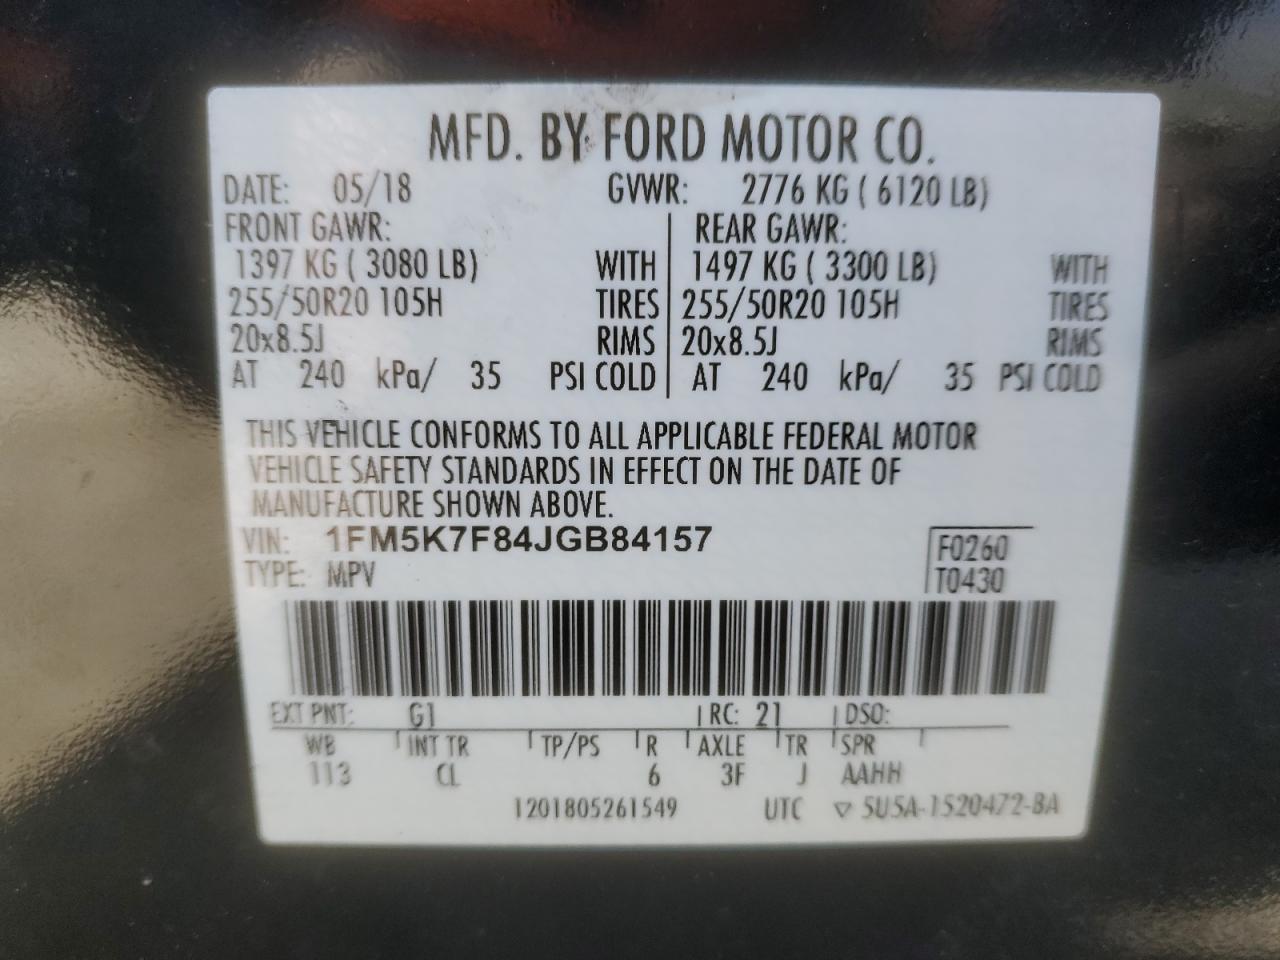 MFD. BY FORD MOTOR CO.
DATE: 05/18 GVWR: 2776 KG ( 6120 LB)
FRONT GAWR: REAR GAWR:
1397 KG ( 3080 LB) WITH 1497 KG ( 3300 LB) WITH
255/50R20 105H TIRES 255/50R20 105H TIRES
20x8.5J RIMS 20x8.5J RIMS
AT 240 kPa/ 35 PSI COLD AT 240 kPa/ 35 PSI COLD
THIS VEHICLE CONFORMS TO ALL APPLICABLE FEDERAL MOTOR
VEHICLE SAFETY STANDARDS IN EFFECT ON THE DATE OF
MANUFACTURE SHOWN ABOVE.
VIN: 1FM5K7F84JGB84157
F0260
TYPE: MPV T0430
EXT PNT: G1 RC: 21 DSO:
WB INT TR TP/PS R AXLE TR SPR
113 CL 6 3F J AAHH
1201805261549 UTC ▽ 5U5A-1520472-BA